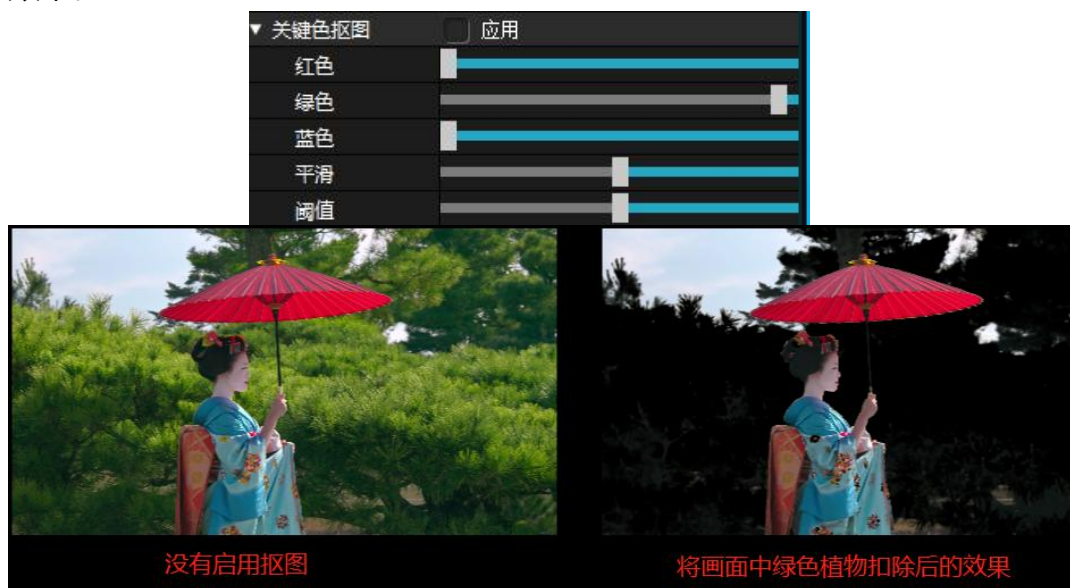 ▼ 关键色抠图 应用
红色
绿色
蓝色
平滑
阈值
没有启用抠图
将画面中绿色植物扣除后的效果